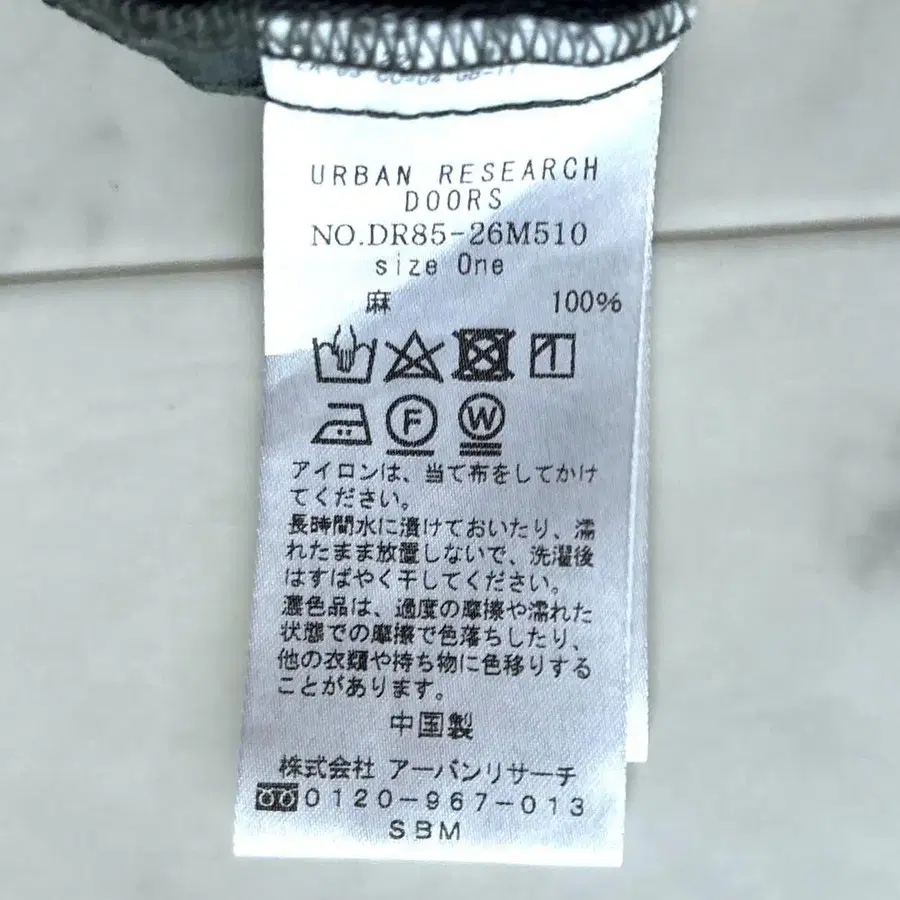 URBAN RESEARCH
DOORS
NO.DR85-26M510
size One
麻 100%
F W
アイロンは、当て布をしてかけ
てください。
長時間水に漬けておいたり、濡
れたまま放置しないで、洗濯後
はすばやく干してください。
濃色品は、過度の摩擦や濡れた
状態での摩擦で色落ちしたり、
他の衣類や持ち物に色移りする
ことがあります。
中国製
株式会社 アーバンリサーチ
0120-967-013
SBM